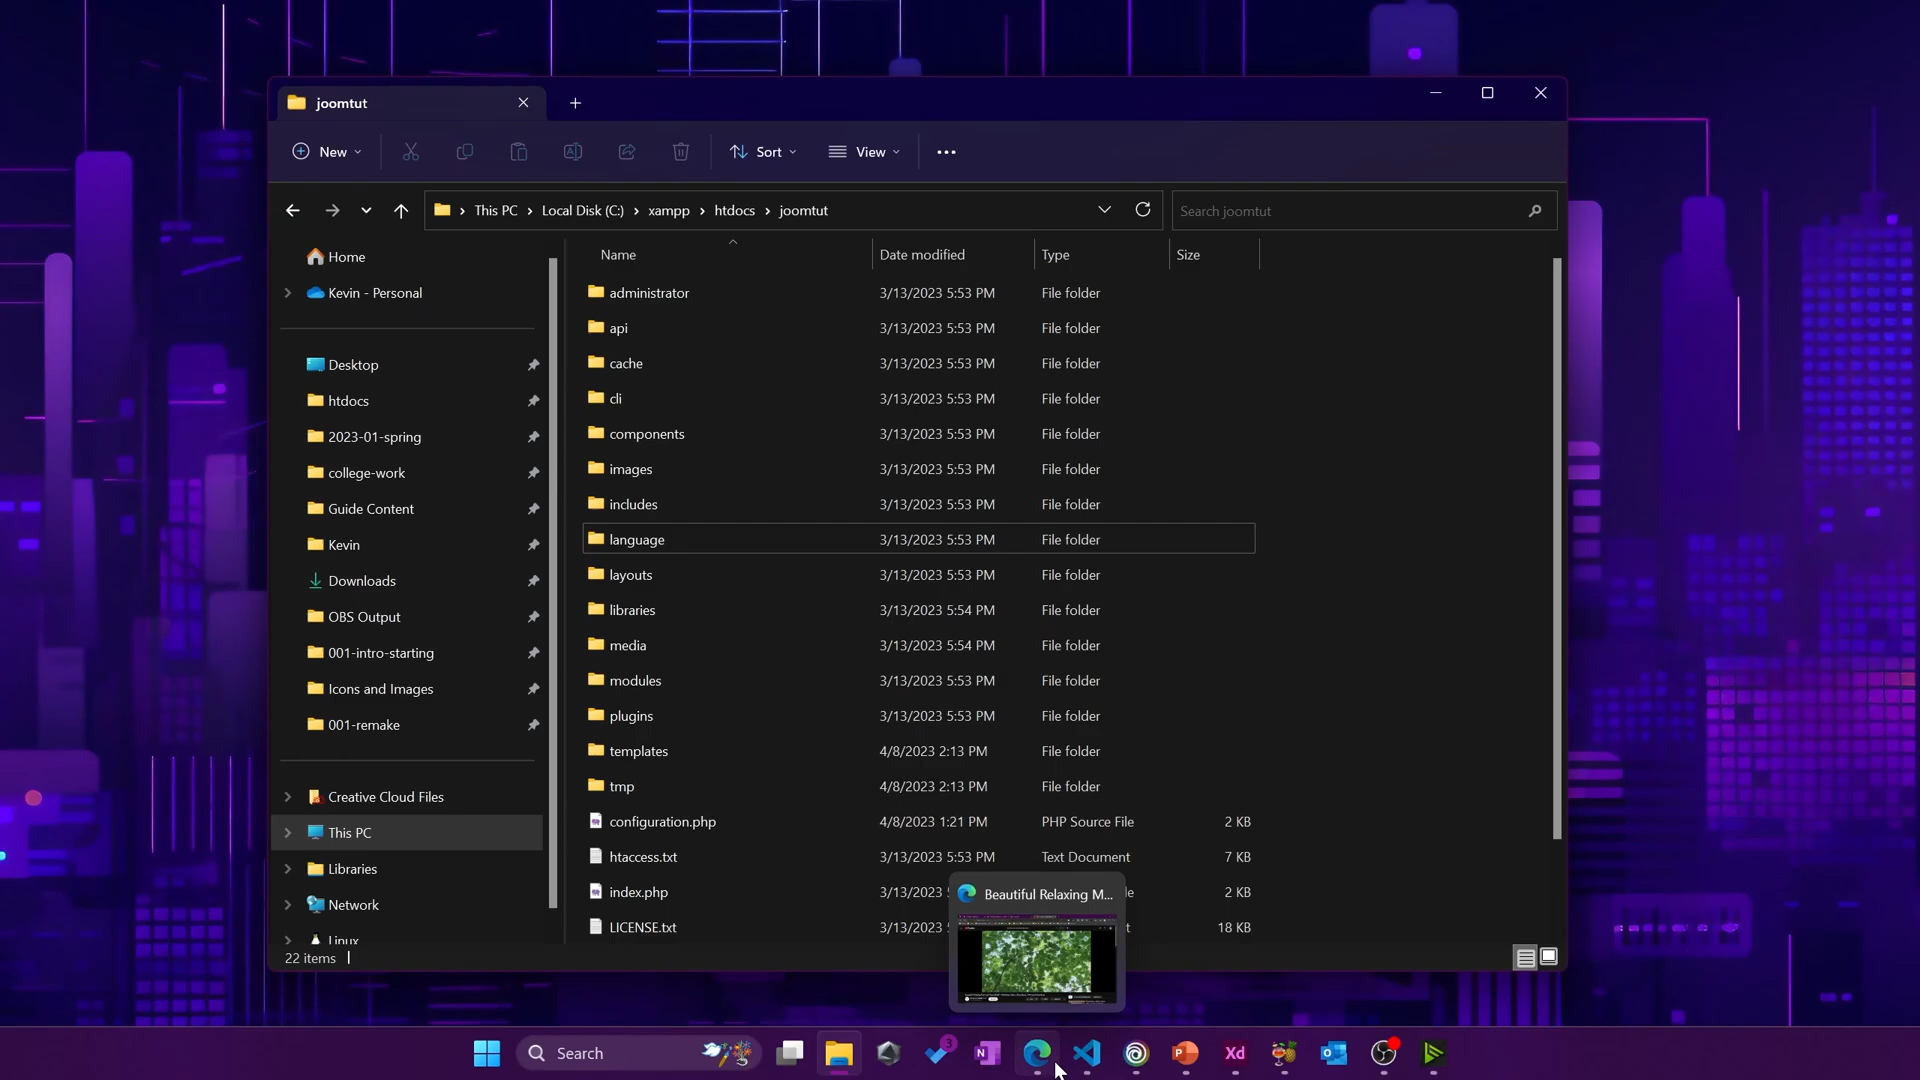 joomtut
New
Sort
View
This PC
Local Disk (C:)
xampp
htdocs
joomtut
Search joomtut
Home
Kevin - Personal
Desktop
htdocs
2023-01-spring
college-work
Guide Content
Kevin
Downloads
OBS Output
001-intro-starting
Icons and Images
001-remake
Creative Cloud Files
This PC
Libraries
Network
Linux
Name Date modified Type Size
administrator 3/13/2023 5:53 PM File folder
api 3/13/2023 5:53 PM File folder
cache 3/13/2023 5:53 PM File folder
cli 3/13/2023 5:53 PM File folder
components 3/13/2023 5:53 PM File folder
images 3/13/2023 5:53 PM File folder
includes 3/13/2023 5:53 PM File folder
language 3/13/2023 5:53 PM File folder
layouts 3/13/2023 5:53 PM File folder
libraries 3/13/2023 5:54 PM File folder
media 3/13/2023 5:54 PM File folder
modules 3/13/2023 5:53 PM File folder
plugins 3/13/2023 5:53 PM File folder
templates 4/8/2023 2:13 PM File folder
tmp 4/8/2023 2:13 PM File folder
configuration.php 4/8/2023 1:21 PM PHP Source File 2 KB
htaccess.txt 3/13/2023 5:53 PM Text Document 7 KB
index.php 3/13/2023 le 2 KB
LICENSE.txt 3/13/2023 t 18 KB
Beautiful Relaxing M...
22 items
Search
3
Xd